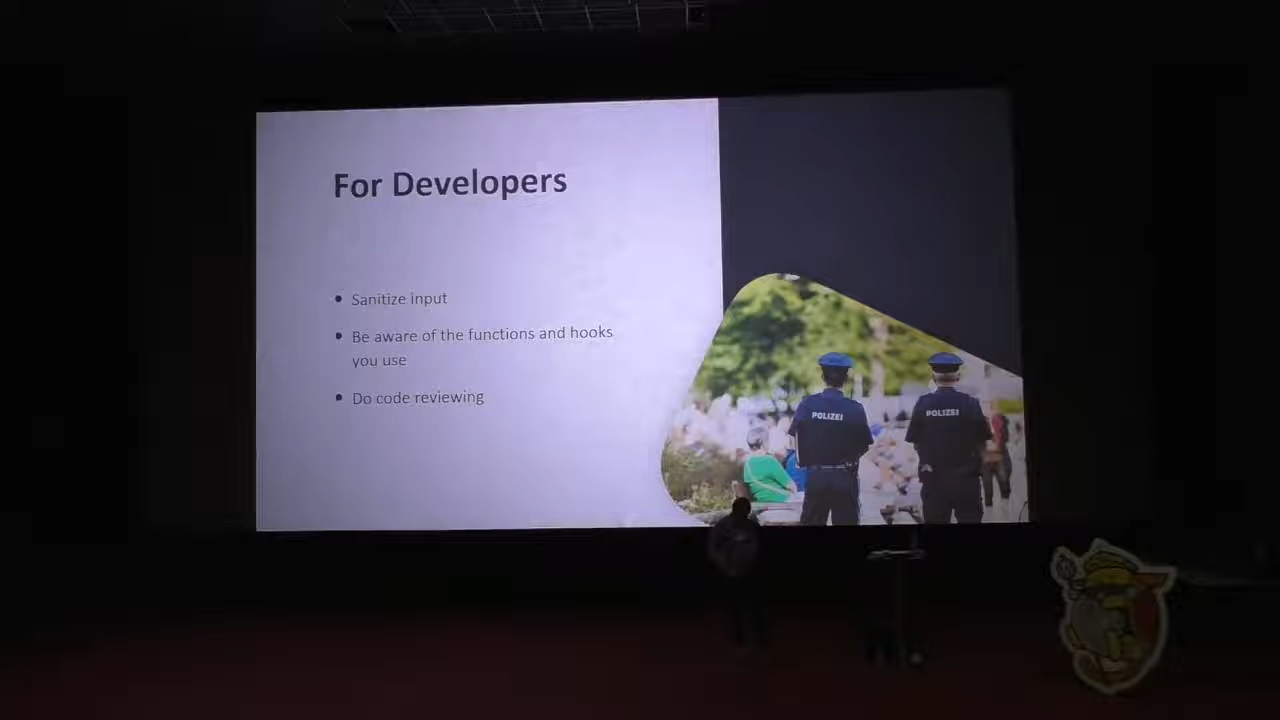 For Developers
Sanitize input
Be aware of the functions and hooks
you use
Do code reviewing
POLIZEI
POLIZEI